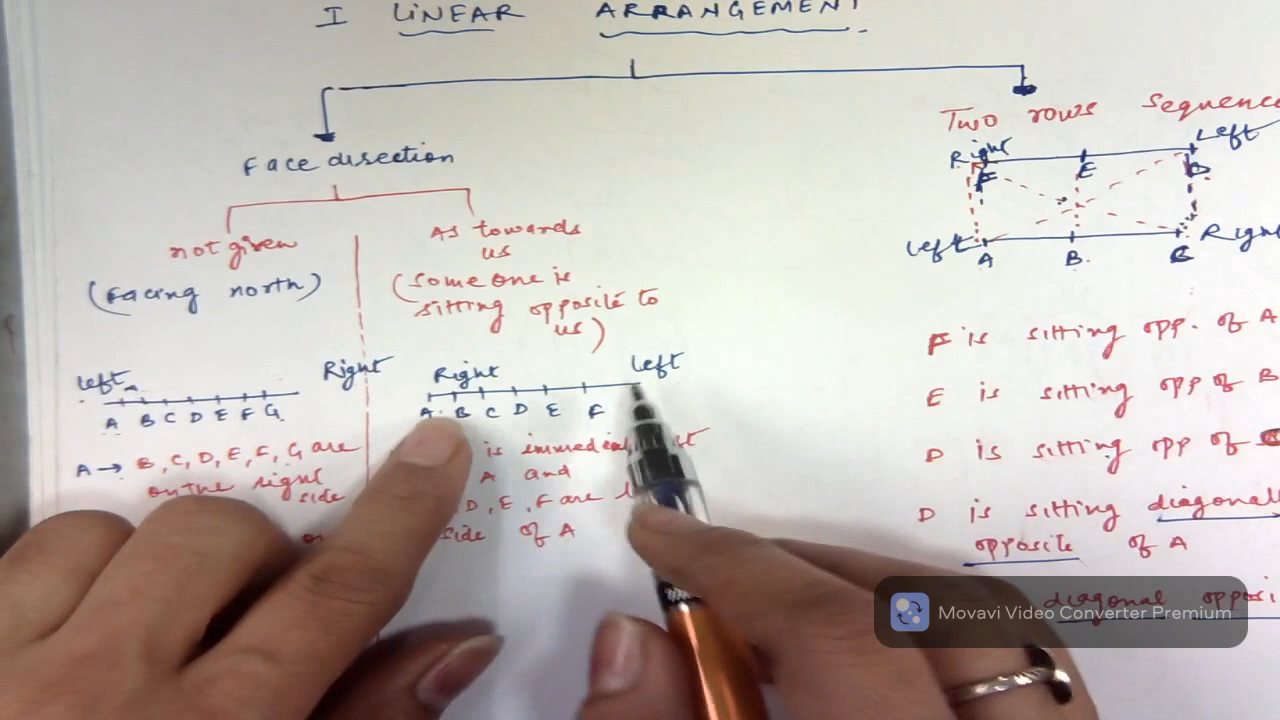 I LINEAR ARRANGEMENT
Face direction
not given
(Facing north)
As towards
us
(Someone is
sitting opposite to
us)
Left Right
A B C D E F G
A → B, C, D, E, F, G are
on the right
side
Right Left
A B C D E F
is immediate
A and
D, E, F are
side of A
Two rows Sequence
Right Left
F E D
Left Right
A B C
F is sitting opp. of A
E is sitting opp of B
D is sitting opp of
D is sitting diagonal
opposite of A
diagonal opposi
Movavi Video Converter Premium